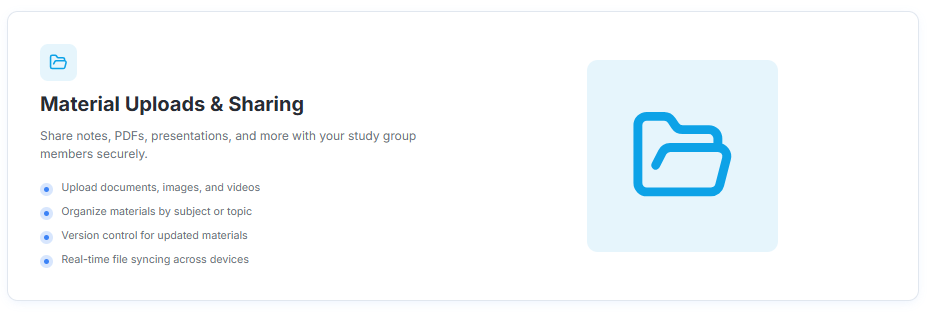 Material Uploads & Sharing
Share notes, PDFs, presentations, and more with your study group
members securely.
Upload documents, images, and videos
Organize materials by subject or topic
Version control for updated materials
Real-time file syncing across devices